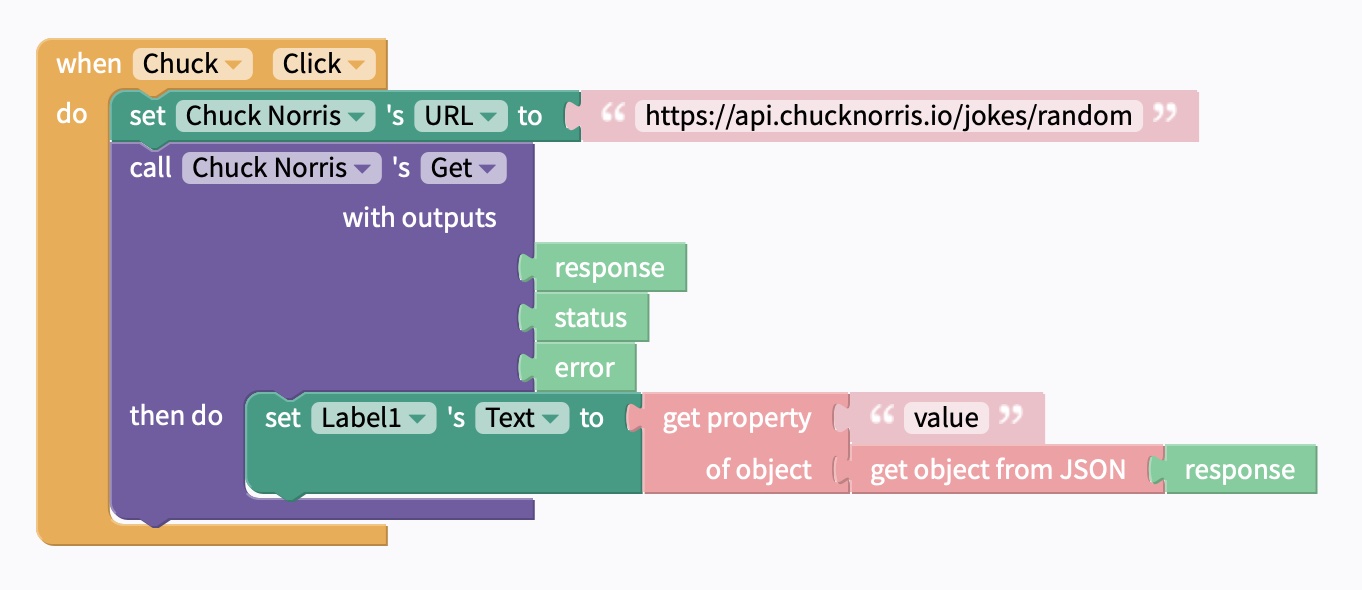 when Chuck Click
do set Chuck Norris 's URL to “ https://api.chucknorris.io/jokes/random ”
call Chuck Norris 's Get
with outputs
response
status
error
then do set Label1 's Text to get property “ value ”
of object get object from JSON response